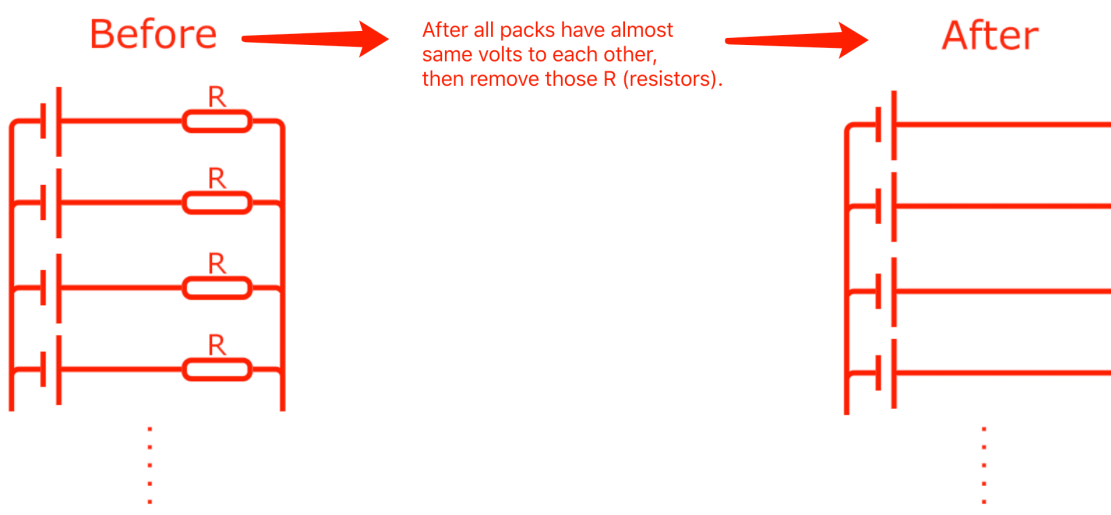 Before
After all packs have almost
same volts to each other,
then remove those R (resistors).
After
R
R
R
R